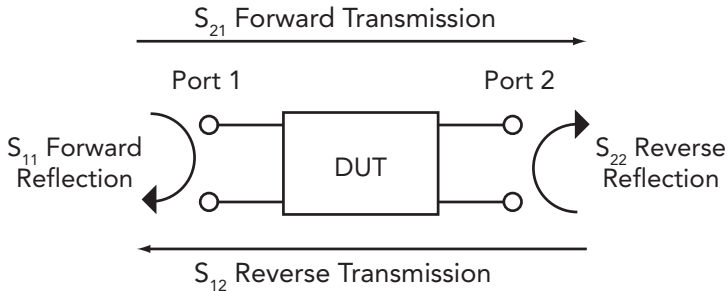 S₂₁ Forward Transmission
Port 1
Port 2
S₁₁ Forward
Reflection
DUT
S₂₂ Reverse
Reflection
S₁₂ Reverse Transmission